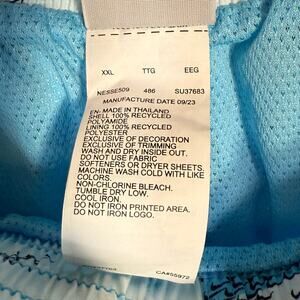 XXL TTG EEG
NESSE509 486 SU37683
MANUFACTURE DATE 09/23
EN- MADE IN THAILAND
SHELL 100% RECYCLED
POLYAMIDE
LINING 100% RECYCLED
POLYESTER
EXCLUSIVE OF DECORATION
EXCLUSIVE OF TRIMMING
WASH AND DRY INSIDE OUT.
DO NOT USE FABRIC
SOFTENERS OR DRYER SHEETS.
MACHINE WASH COLD WITH LIKE
COLORS.
NON-CHLORINE BLEACH.
TUMBLE DRY LOW.
COOL IRON.
DO NOT IRON PRINTED AREA.
DO NOT IRON LOGO.
CA#55972